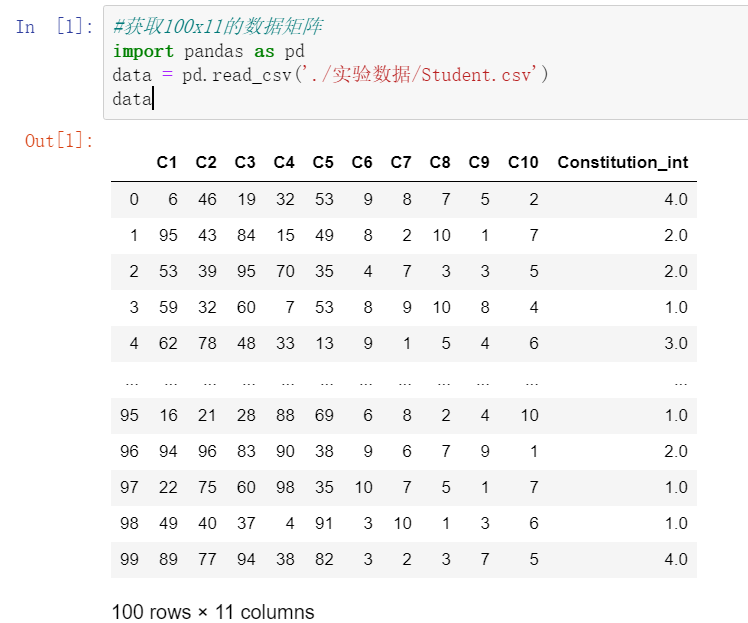 In [1]: #获取100x11的数据矩阵
import pandas as pd
data = pd.read_csv('./实验数据/Student.csv')
data
Out[1]:
C1 C2 C3 C4 C5 C6 C7 C8 C9 C10 Constitution_int
0 6 46 19 32 53 9 8 7 5 2 4.0
1 95 43 84 15 49 8 2 10 1 7 2.0
2 53 39 95 70 35 4 7 3 3 5 2.0
3 59 32 60 7 53 8 9 10 8 4 1.0
4 62 78 48 33 13 9 1 5 4 6 3.0
... ... ... ... ... ... ... ... ... ... ... ...
95 16 21 28 88 69 6 8 2 4 10 1.0
96 94 96 83 90 38 9 6 7 9 1 2.0
97 22 75 60 98 35 10 7 5 1 7 1.0
98 49 40 37 4 91 3 10 1 3 6 1.0
99 89 77 94 38 82 3 2 3 7 5 4.0
100 rows × 11 columns